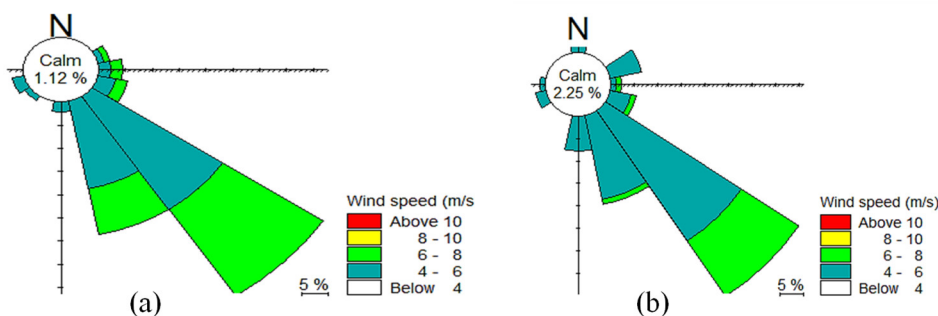 N
Calm
1.12 %
Wind speed (m/s
Above 10
8 - 10
6 - 8
4 - 6
Below 4
5 %
(a)
N
Calm
2.25 %
Wind speed (m/s)
Above 10
8 - 10
6 - 8
4 - 6
Below 4
5 %
(b)